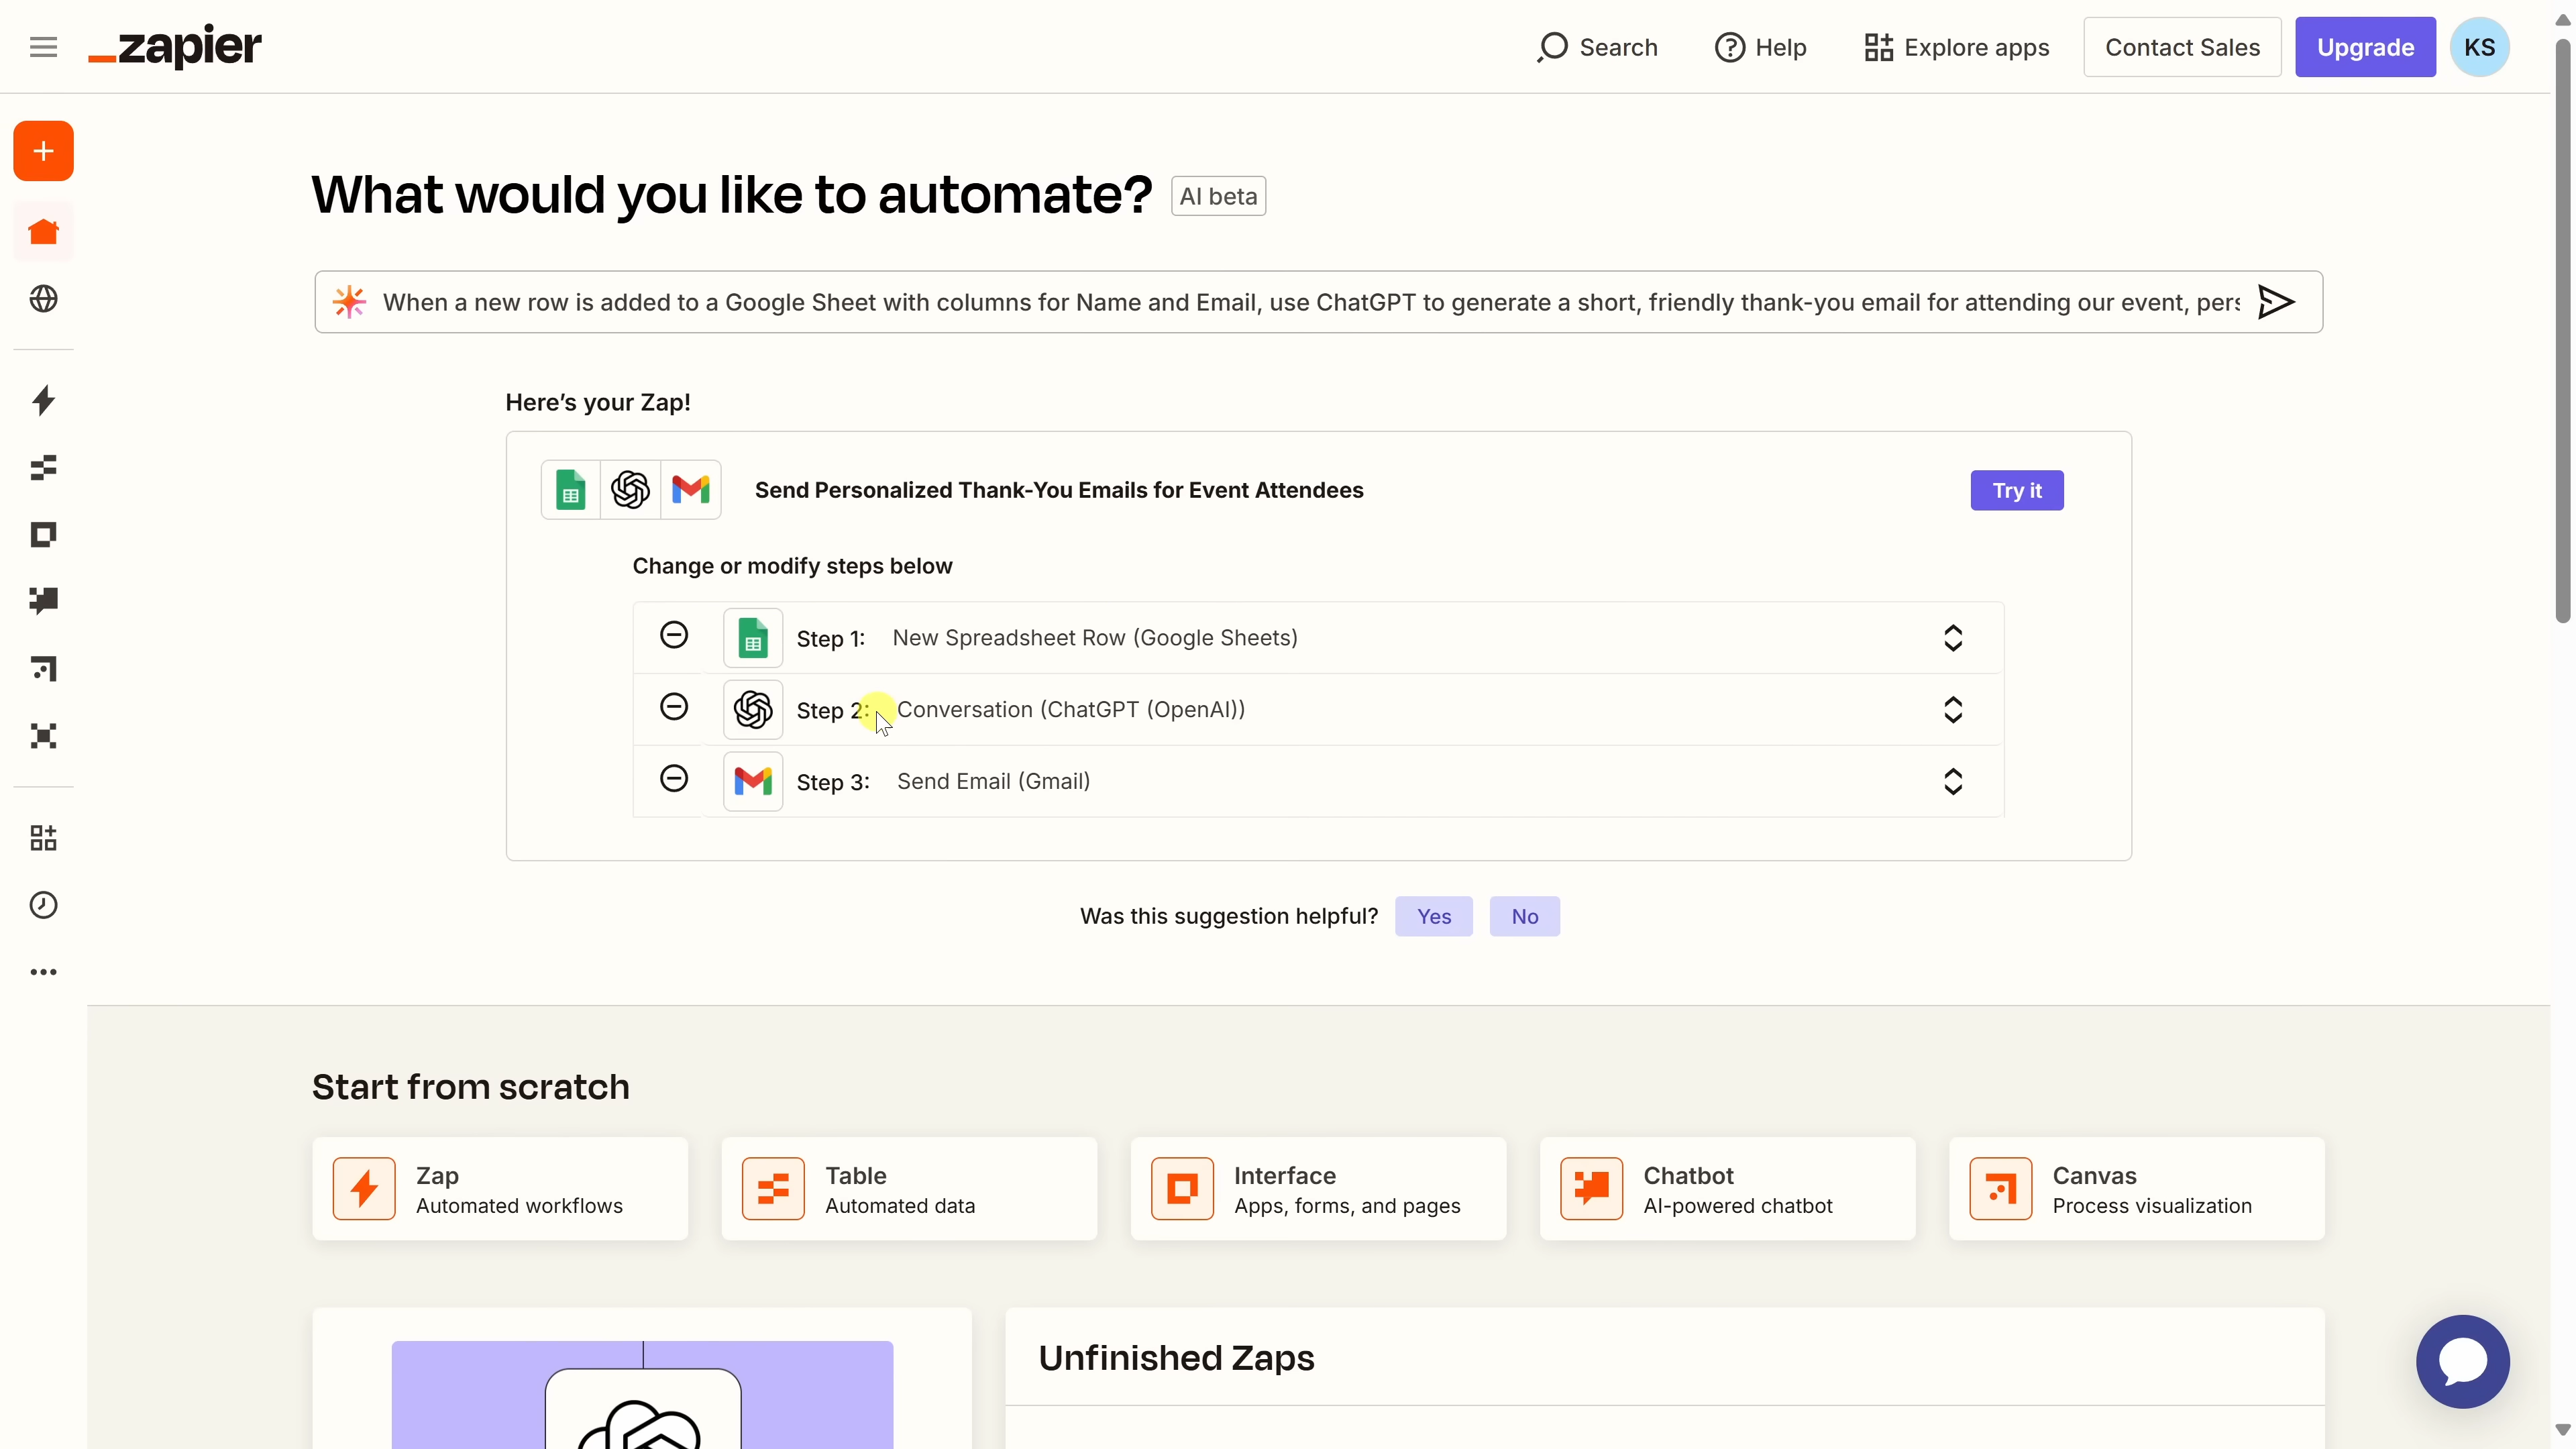 zapier
Search
Help
Explore apps
Contact Sales
Upgrade
KS
What would you like to automate?
AI beta
When a new row is added to a Google Sheet with columns for Name and Email, use ChatGPT to generate a short, friendly thank-you email for attending our event, pers
Here's your Zap!
Send Personalized Thank-You Emails for Event Attendees
Try it
Change or modify steps below
Step 1: New Spreadsheet Row (Google Sheets)
Step 2: Conversation (ChatGPT (OpenAI))
Step 3: Send Email (Gmail)
Was this suggestion helpful?
Yes
No
Start from scratch
Zap
Automated workflows
Table
Automated data
Interface
Apps, forms, and pages
Chatbot
AI-powered chatbot
Canvas
Process visualization
Unfinished Zaps